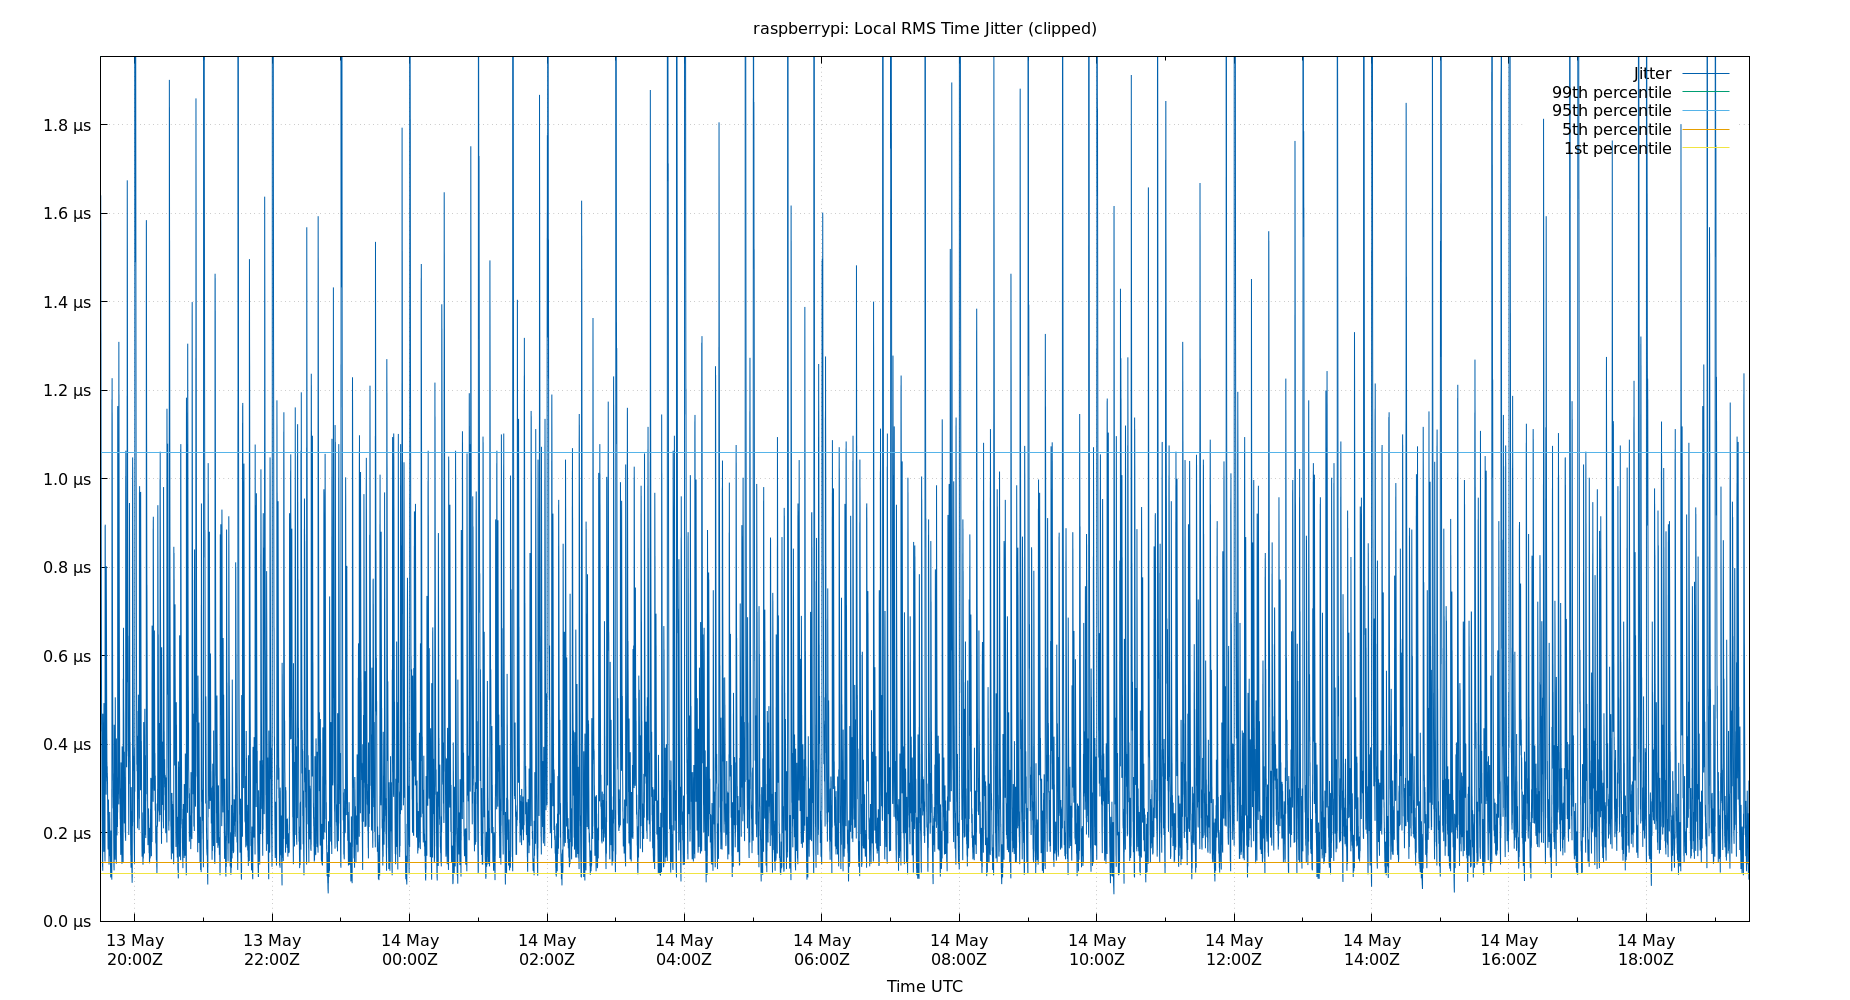 raspberrypi: Local RMS Time Jitter (clipped)
Jitter
99th percentile
95th percentile
5th percentile
1st percentile
1.8 µs
1.6 µs
1.4 µs
1.2 µs
1.0 µs
0.8 µs
0.6 µs
0.4 µs
0.2 µs
0.0 µs
13 May 13 May 14 May 14 May 14 May 14 May 14 May 14 May 14 May 14 May 14 May 14 May
20:00Z 22:00Z 00:00Z 02:00Z 04:00Z 06:00Z 08:00Z 10:00Z 12:00Z 14:00Z 16:00Z 18:00Z
Time UTC